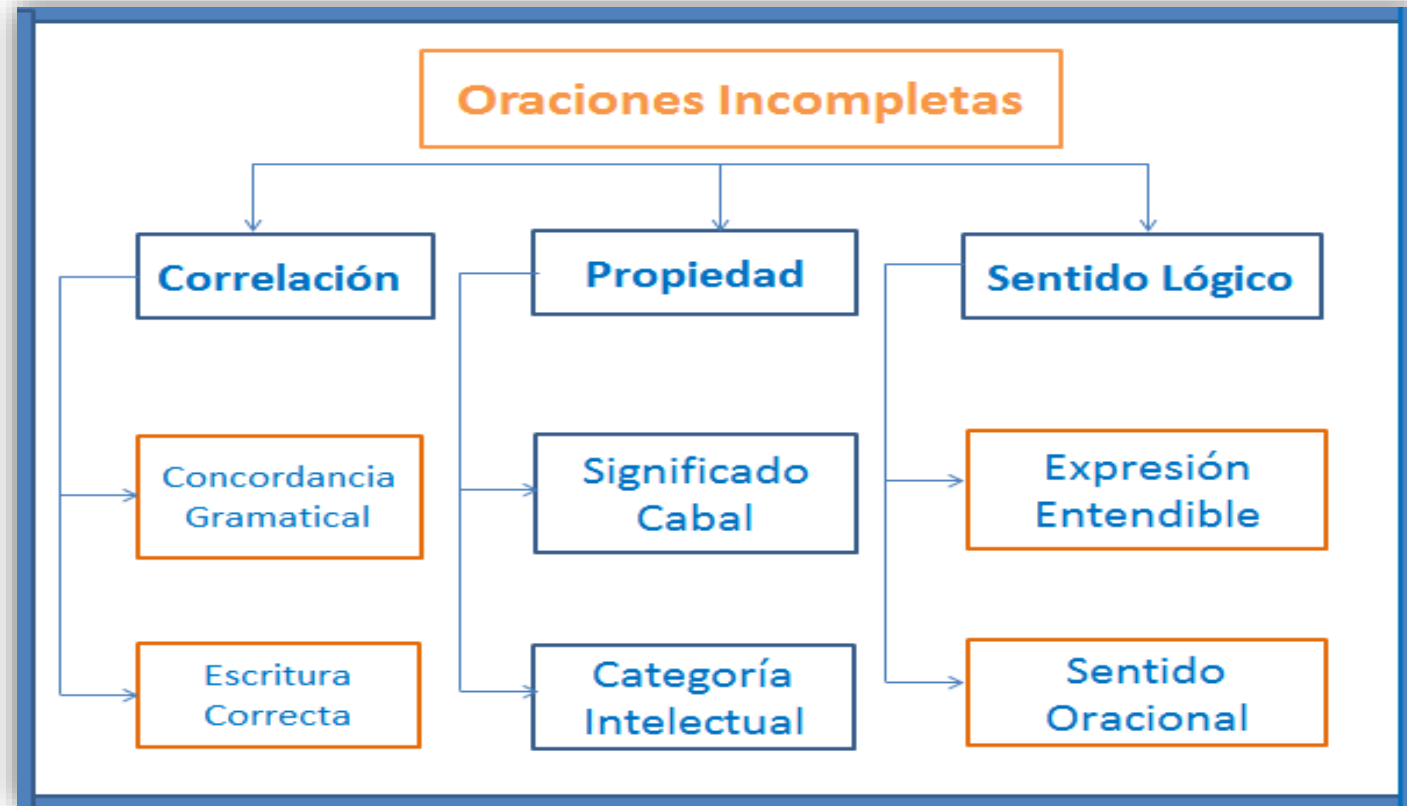 Oraciones Incompletas
Correlación
Propiedad
Sentido Lógico
Concordancia
Gramatical
Significado
Cabal
Expresión
Entendible
Escritura
Correcta
Categoría
Intelectual
Sentido
Oracional